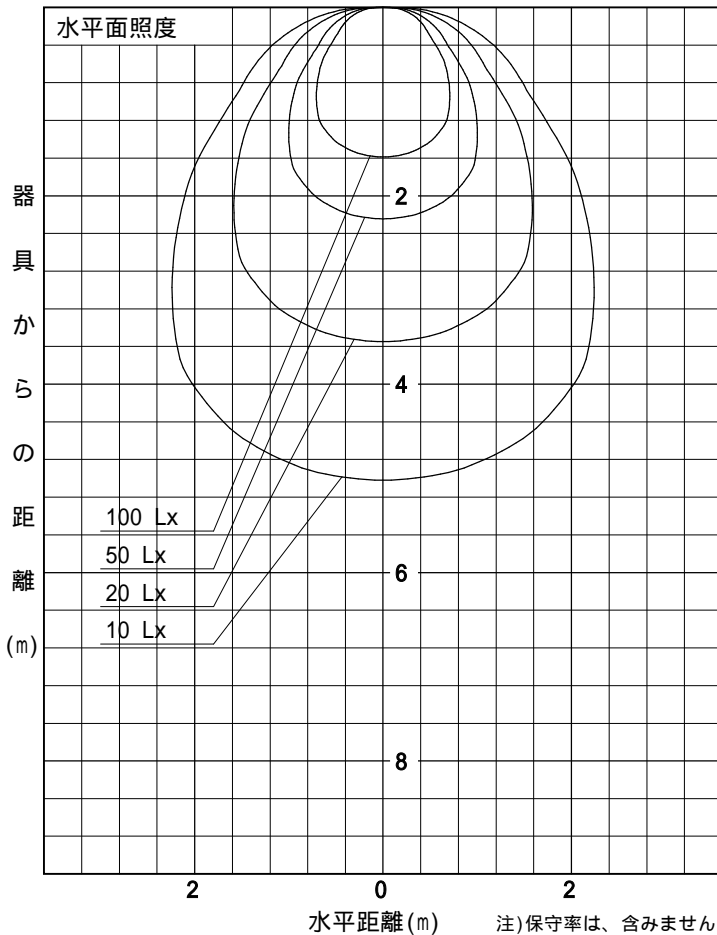 水平面照度
器具からの距離(m)
2
4
6
8
100 Lx
50 Lx
20 Lx
10 Lx
2 0 2
水平距離(m)
注)保守率は、含みません